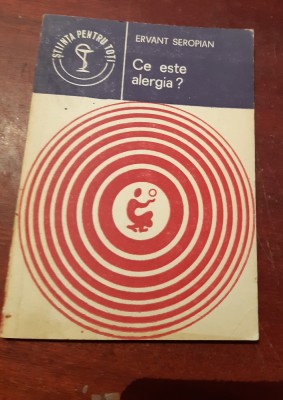 ȘTIINȚA PENTRU TOȚI
ERVANT SEROPIAN
Ce este
alergia?